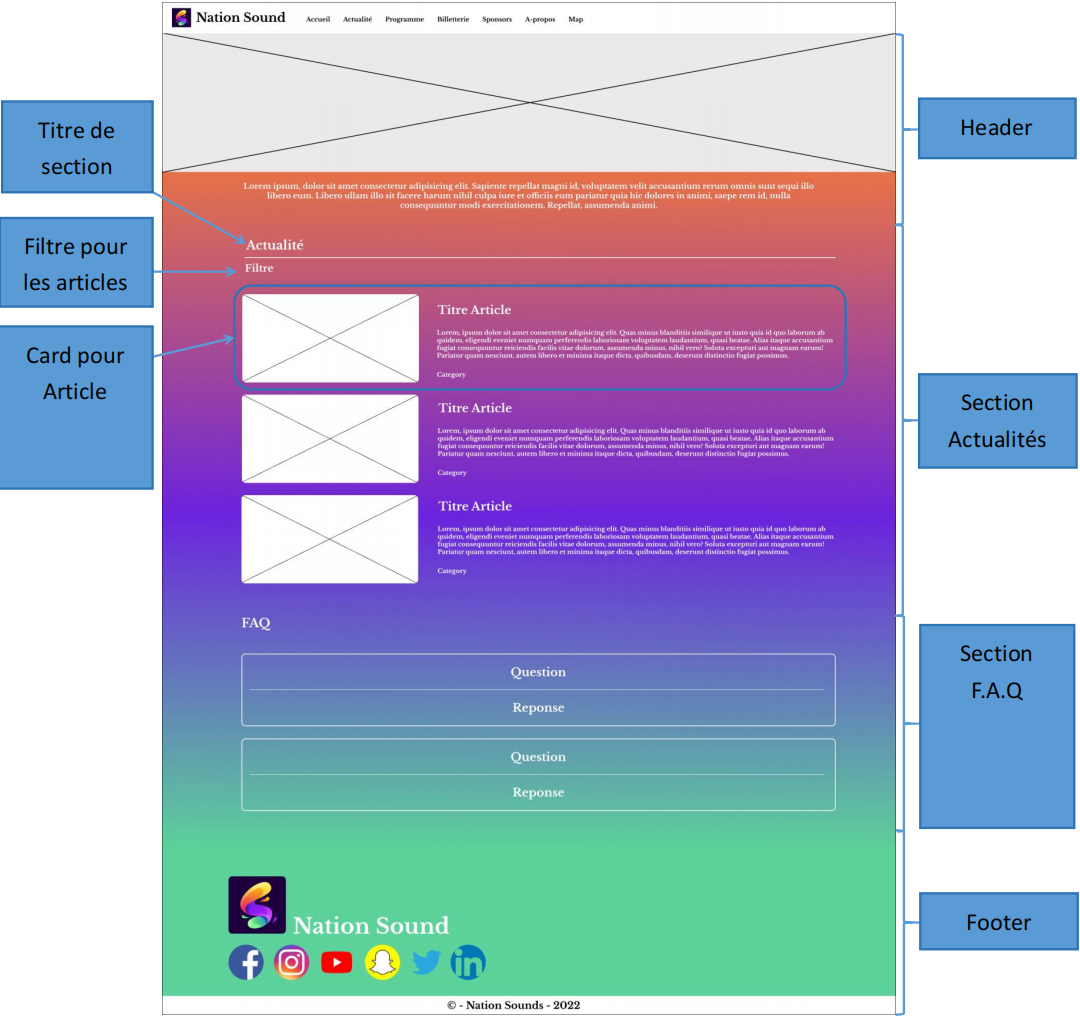 Nation Sound
Accueil Actualité Programme Billetterie Sponsors A-propos Map
Header
Titre de
section
Lorem ipsum, dolor sit amet consectetur adipisicing elit. Sapiente repellat magni id, voluptatem velit accusantium rerum omnis sunt sequi illo
libero eum. Libero ullam illo sit facere harum nihil culpa iure et officiis eum pariatur quia hic dolores in animi, saepe rem id, nulla
consequuntur modi exercitationem. Repellat, assumenda animi.
Filtre pour
les articles
Actualité
Filtre
Card pour
Article
Titre Article
Lorem, ipsum dolor sit amet consectetur adipisicing elit. Quas minus blanditiis similique ut iusto quia id quo laborum ab
quidem, eligendi eveniet numquam perferendis laboriosam voluptatem laudantium, quasi beatae. Alias itaque accusantium
fugiat consequuntur reiciendis facilis vitae dolorum, assumenda minus, nihil vero? Soluta excepturi aut magnam earum!
Pariatur quam nesciunt, autem libero et minima itaque dicta, quibusdam, deserunt distinctio fugiat possimus.
Category
Section
Actualités
Titre Article
Lorem, ipsum dolor sit amet consectetur adipisicing elit. Quas minus blanditiis similique ut iusto quia id quo laborum ab
quidem, eligendi eveniet numquam perferendis laboriosam voluptatem laudantium, quasi beatae. Alias itaque accusantium
fugiat consequuntur reiciendis facilis vitae dolorum, assumenda minus, nihil vero? Soluta excepturi aut magnam earum!
Pariatur quam nesciunt, autem libero et minima itaque dicta, quibusdam, deserunt distinctio fugiat possimus.
Category
Titre Article
Lorem, ipsum dolor sit amet consectetur adipisicing elit. Quas minus blanditiis similique ut iusto quia id quo laborum ab
quidem, eligendi eveniet numquam perferendis laboriosam voluptatem laudantium, quasi beatae. Alias itaque accusantium
fugiat consequuntur reiciendis facilis vitae dolorum, assumenda minus, nihil vero? Soluta excepturi aut magnam earum!
Pariatur quam nesciunt, autem libero et minima itaque dicta, quibusdam, deserunt distinctio fugiat possimus.
Category
FAQ
Section
F.A.Q
Question
Reponse
Question
Reponse
Nation Sound
Footer
© - Nation Sounds - 2022